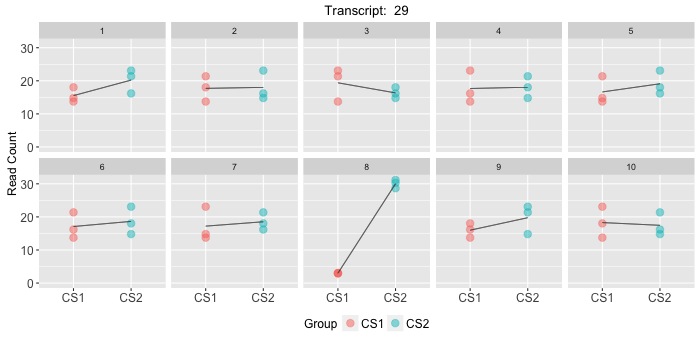 Transcript: 29
1 2 3 4 5
30
20
10
0
Read Count
6 7 8 9 10
30
20
10
0
CS1 CS2 CS1 CS2 CS1 CS2 CS1 CS2 CS1 CS2
Group CS1 CS2